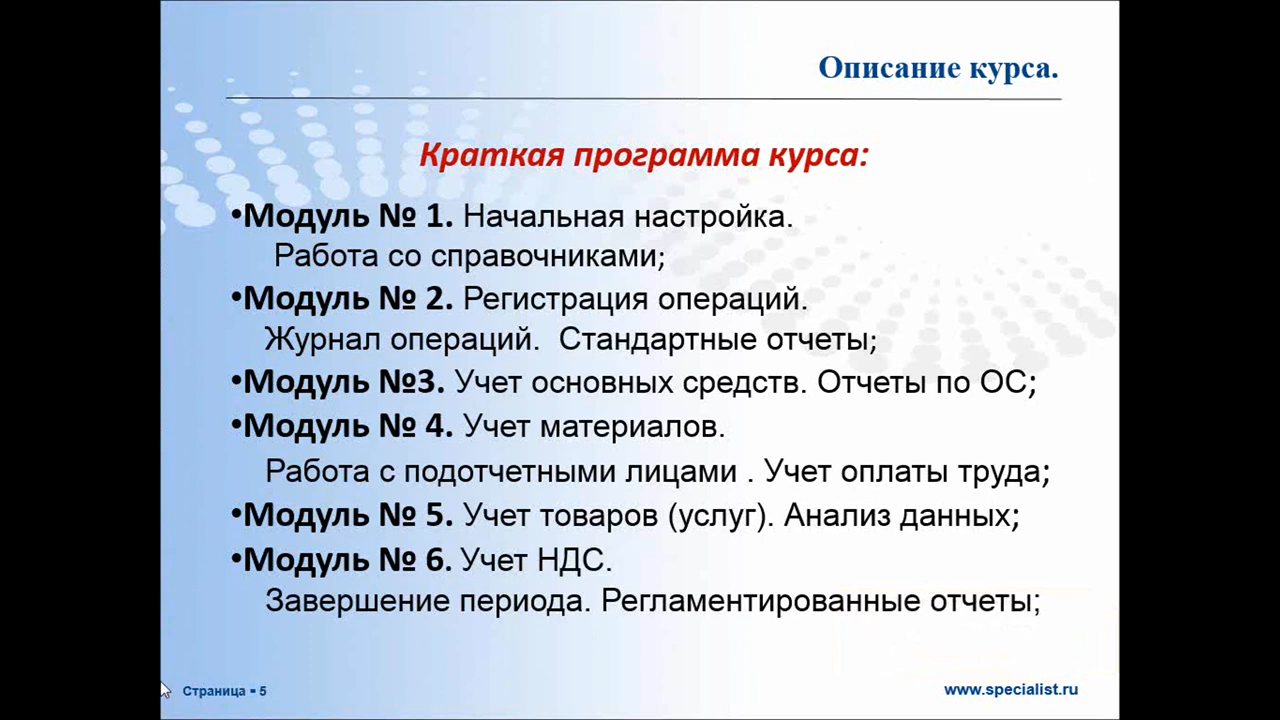 Описание курса.
Краткая программа курса:
•Модуль № 1. Начальная настройка.
Работа со справочниками;
•Модуль № 2. Регистрация операций.
Журнал операций. Стандартные отчеты;
•Модуль №3. Учет основных средств. Отчеты по ОС;
•Модуль № 4. Учет материалов.
Работа с подотчетными лицами . Учет оплаты труда;
•Модуль № 5. Учет товаров (услуг). Анализ данных;
•Модуль № 6. Учет НДС.
Завершение периода. Регламентированные отчеты;
Страница ▪ 5
www.specialist.ru